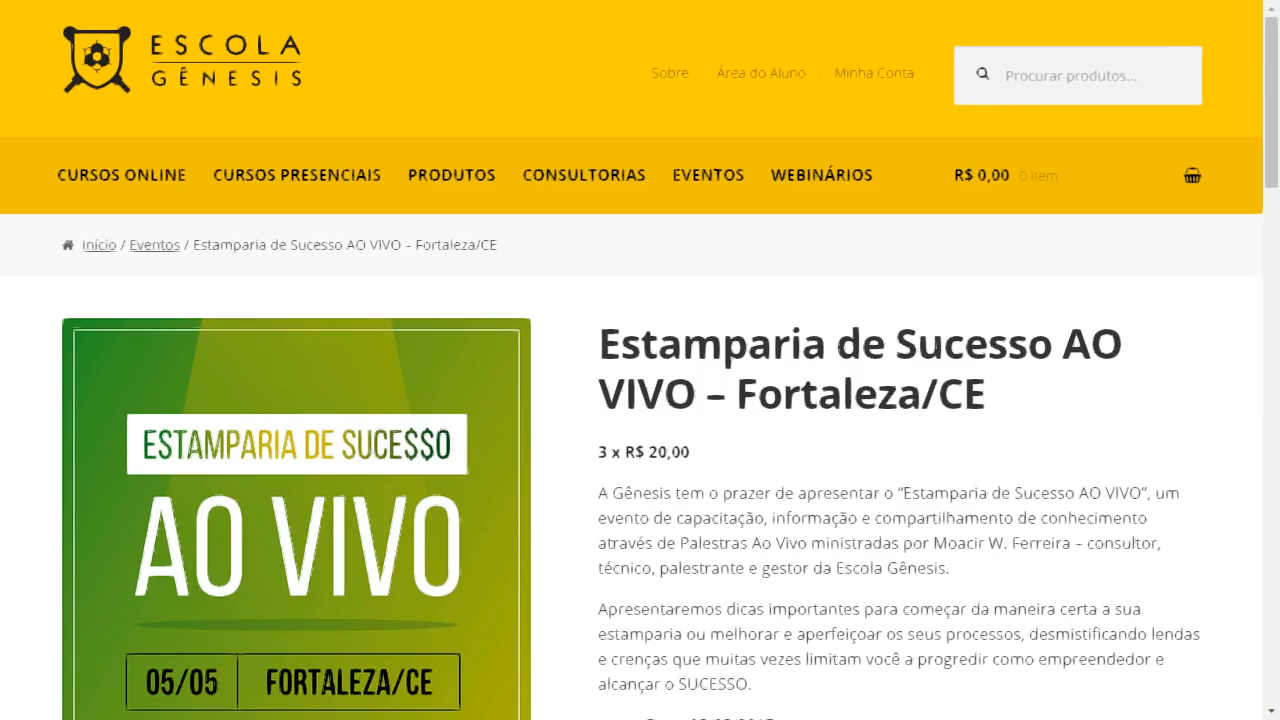 ESCOLA
GÊNESIS
Sobre
Área do Aluno
Minha Conta
Procurar produtos...
CURSOS ONLINE
CURSOS PRESENCIAIS
PRODUTOS
CONSULTORIAS
EVENTOS
WEBINÁRIOS
R$ 0,00 0 item
Início / Eventos / Estamparia de Sucesso AO VIVO – Fortaleza/CE
ESTAMPARIA DE SUCE$$O
AO VIVO
05/05
FORTALEZA/CE
Estamparia de Sucesso AO
VIVO – Fortaleza/CE
3 x R$ 20,00
A Gênesis tem o prazer de apresentar o “Estamparia de Sucesso AO VIVO”, um
evento de capacitação, informação e compartilhamento de conhecimento
através de Palestras Ao Vivo ministradas por Moacir W. Ferreira – consultor,
técnico, palestrante e gestor da Escola Gênesis.
Apresentaremos dicas importantes para começar da maneira certa a sua
estamparia ou melhorar e aperfeiçoar os seus processos, desmistificando lendas
e crenças que muitas vezes limitam você a progredir como empreendedor e
alcançar o SUCESSO.